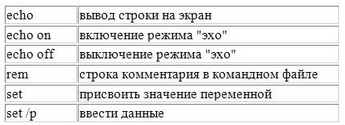 echo вывод строки на экран
echo on включение режима "эхо"
echo off выключение режима "эхо"
rem строка комментария в командном файле
set присвоить значение переменной
set /p ввести данные